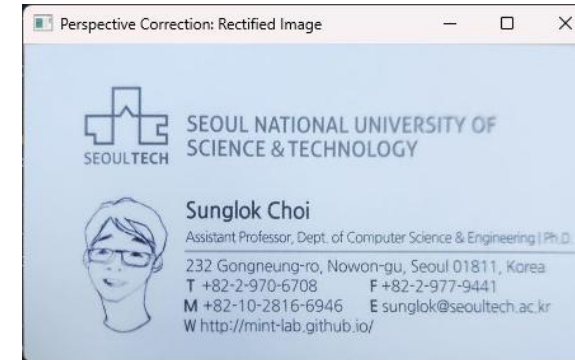 Perspective Correction: Rectified Image
SEOULTECH
SEOUL NATIONAL UNIVERSITY OF
SCIENCE & TECHNOLOGY
Sunglok Choi
Assistant Professor, Dept. of Computer Science & Engineering | Ph.D.
232 Gongneung-ro, Nowon-gu, Seoul 01811, Korea
T +82-2-970-6708 F +82-2-977-9441
M +82-10-2816-6946 E sunglok@seoultech.ac.kr
W http://mint-lab.github.io/